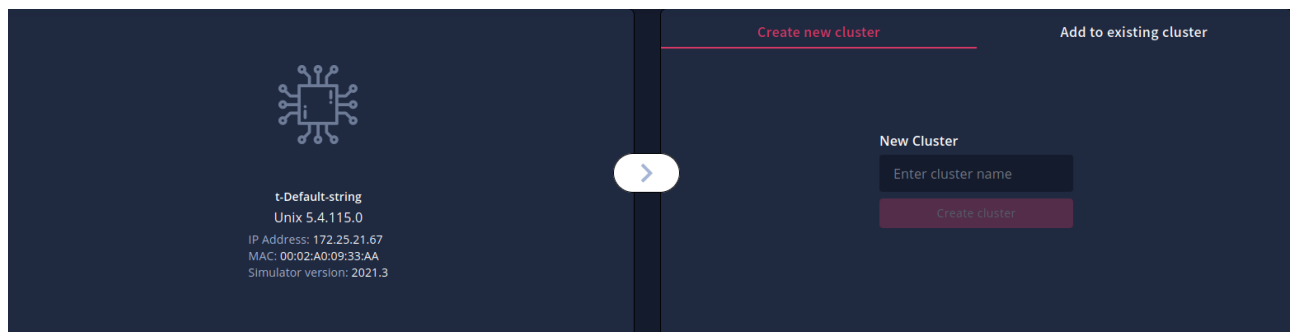 t-Default-string
Unix 5.4.115.0
IP Address: 172.25.21.67
MAC: 00:02:A0:09:33:AA
Simulator version: 2021.3
Create new cluster
Add to existing cluster
New Cluster
Enter cluster name
Create cluster